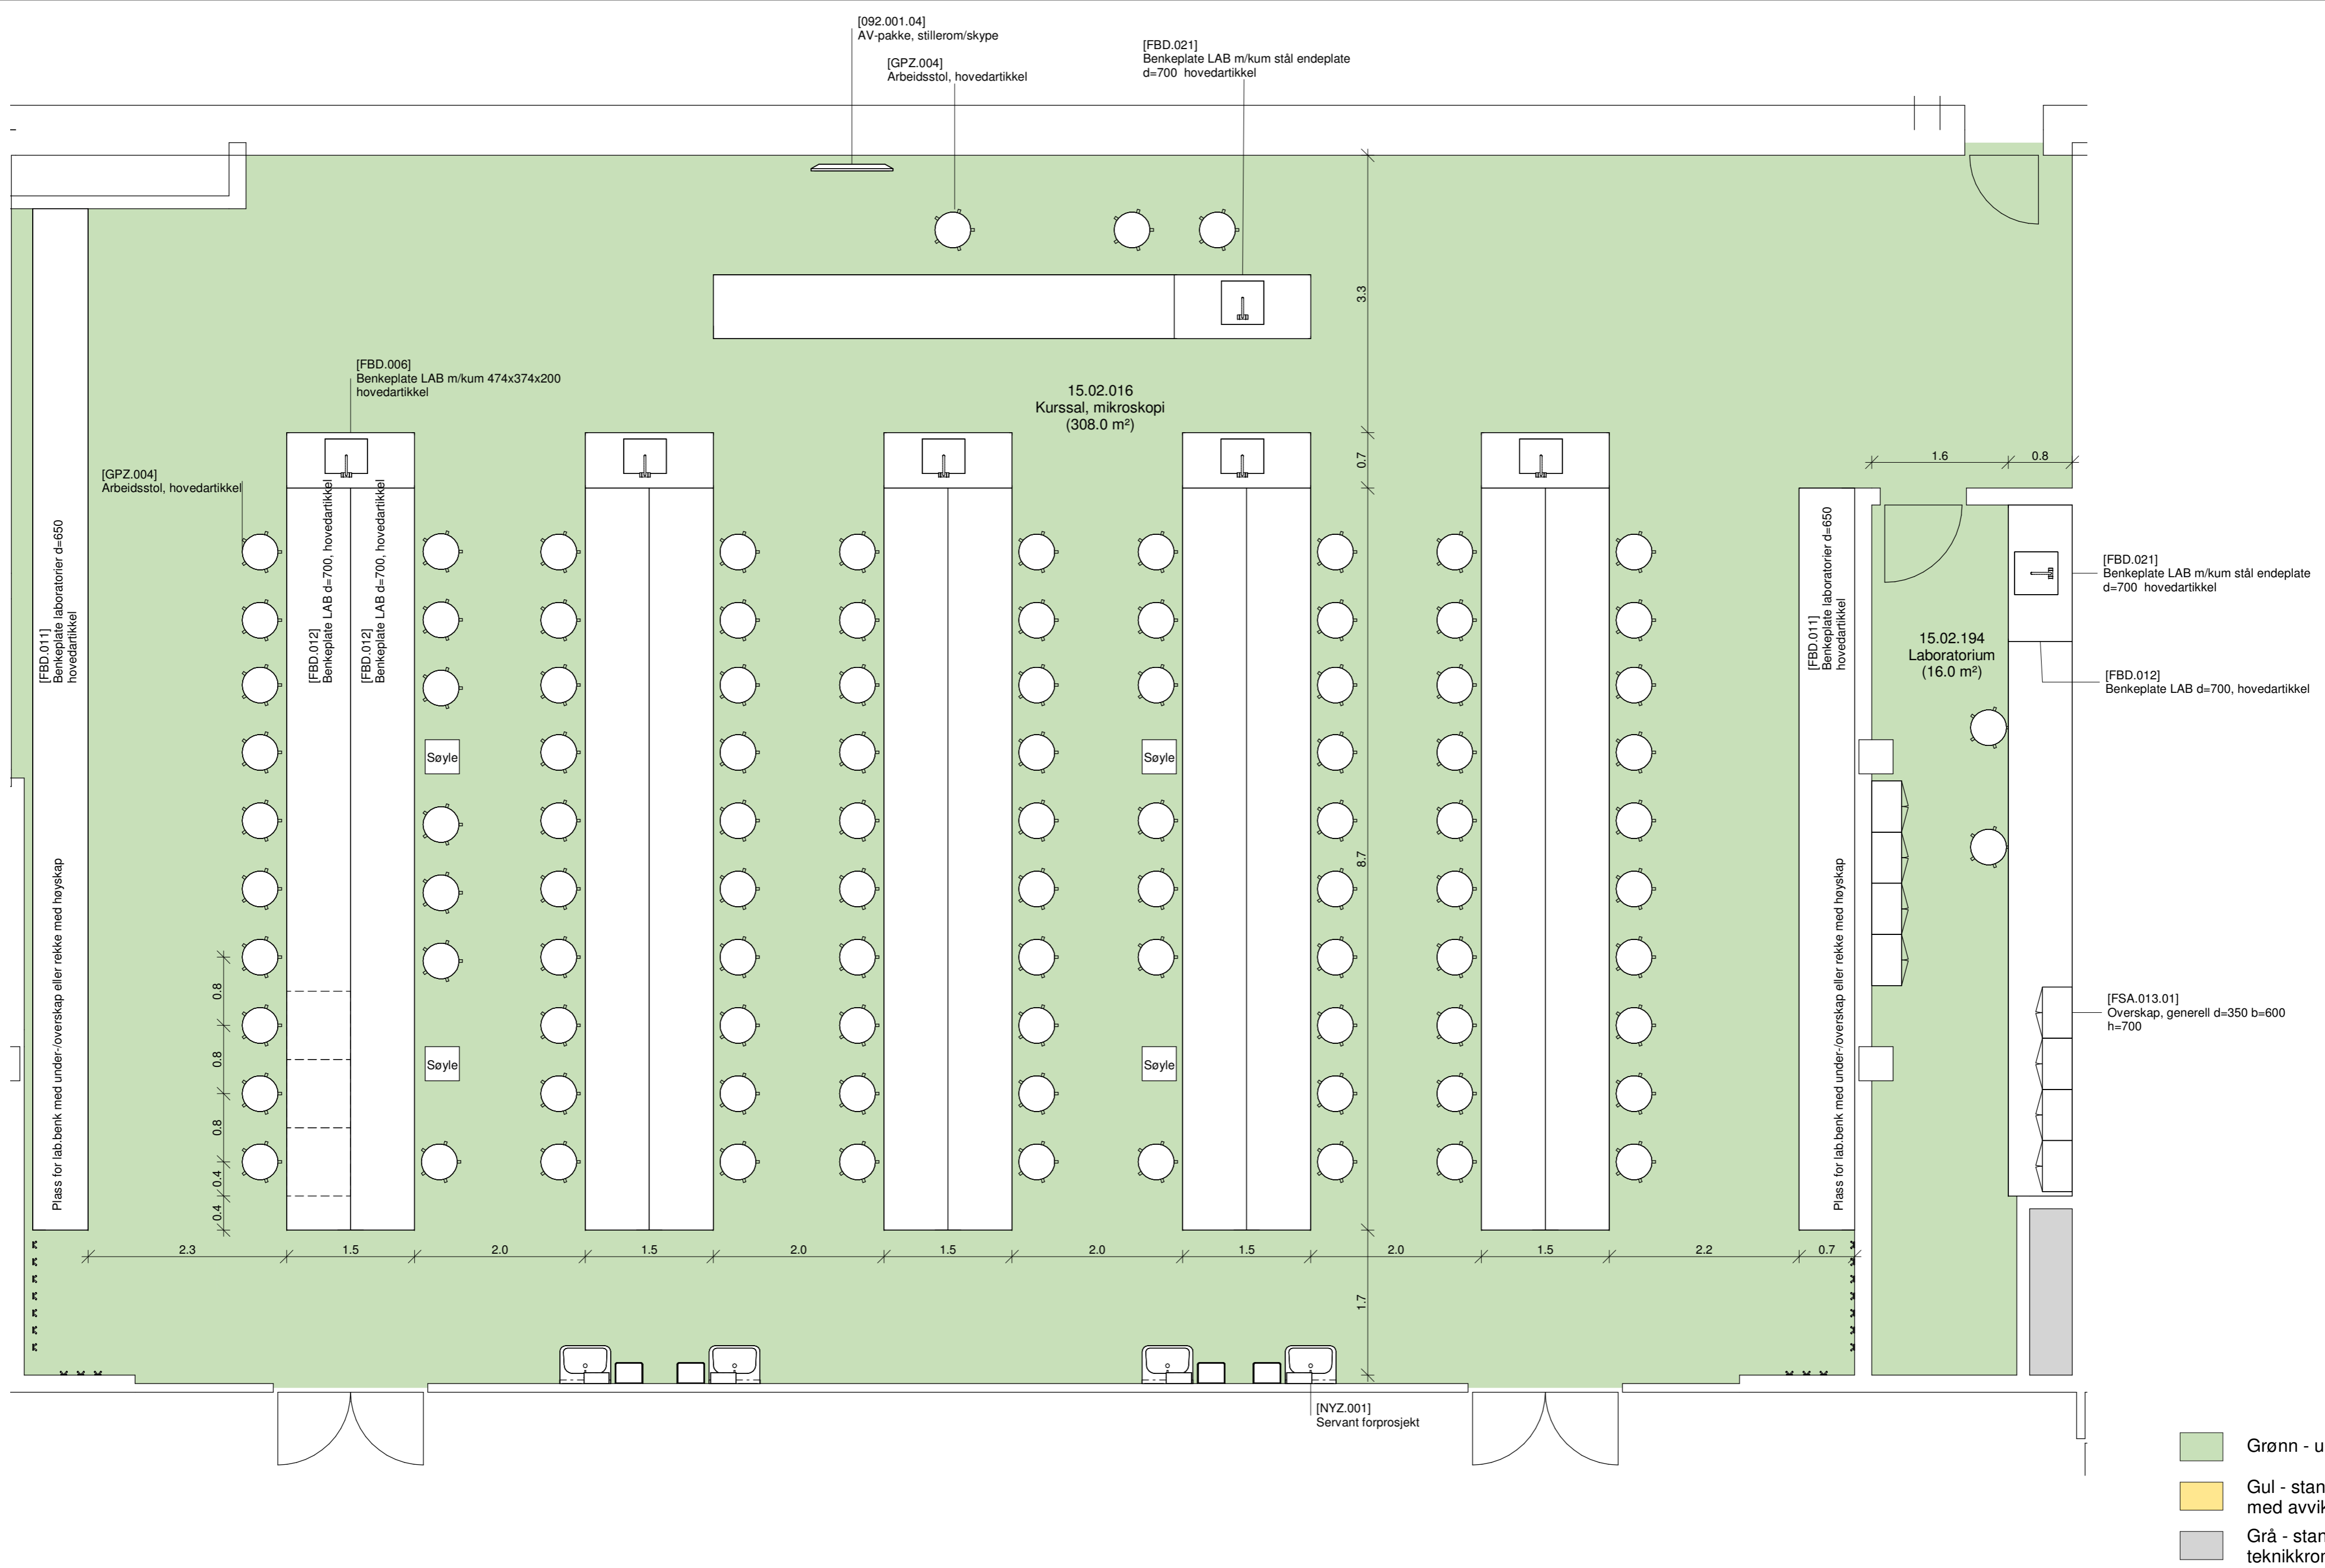 [092.001.04]
AV-pakke, stillerom/skype
[GPZ.004]
Arbeidsstol, hovedartikkel
[FBD.021]
Benkeplate LAB m/kum stål endeplate
d=700 hovedartikkel
3.3
[FBD.006]
Benkeplate LAB m/kum 474x374x200
hovedartikkel
15.02.016
Kurssal, mikroskopi
(308.0 m²)
0.7
1.6
0.8
[GPZ.004]
Arbeidsstol, hovedartikkel
[FBD.011]
Benkeplate laboratorier d=650
hovedartikkel
[FBD.012]
Benkeplate LAB d=700, hovedartikkel
[FBD.012]
Benkeplate LAB d=700, hovedartikkel
[FBD.011]
Benkeplate laboratorier d=650
hovedartikkel
[FBD.021]
Benkeplate LAB m/kum stål endeplate
d=700 hovedartikkel
15.02.194
Laboratorium
(16.0 m²)
[FBD.012]
Benkeplate LAB d=700, hovedartikkel
Søyle
Søyle
8.7
Plass for lab.benk med under-/overskap eller rekke med høyskap
Plass for lab.benk med under-/overskap eller rekke med høyskap
0.8
0.8
0.8
0.4
0.4
[FSA.013.01]
Overskap, generell d=350 b=600
h=700
Søyle
Søyle
2.3
1.5
2.0
1.5
2.0
1.5
2.0
1.5
2.0
1.5
2.2
0.7
1.7
[NYZ.001]
Servant forprosjekt
Grønn - u
Gul - stan
med avvik
Grå - stan
teknikkrom